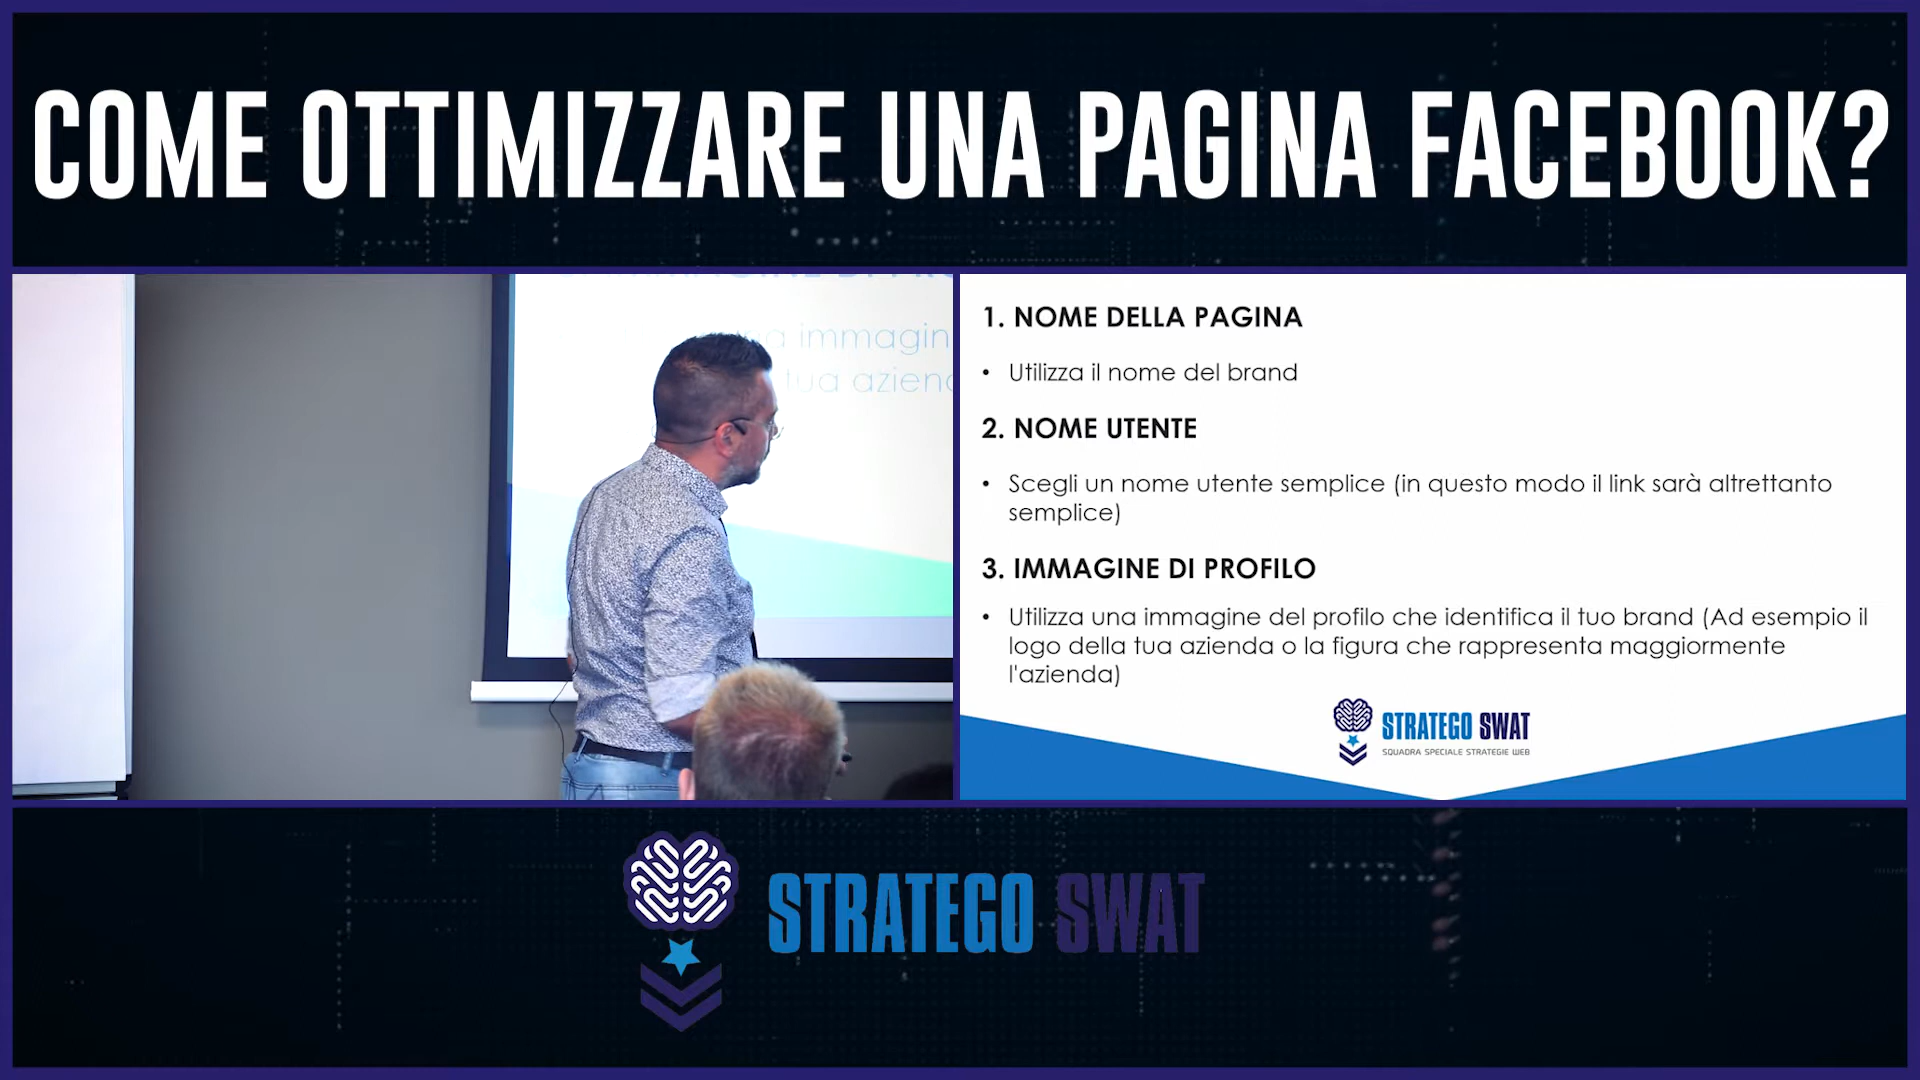 COME OTTIMIZZARE UNA PAGINA FACEBOOK?
immagin
tua azien
1. NOME DELLA PAGINA
• Utilizza il nome del brand
2. NOME UTENTE
• Scegli un nome utente semplice (in questo modo il link sarà altrettanto
semplice)
3. IMMAGINE DI PROFILO
• Utilizza una immagine del profilo che identifica il tuo brand (Ad esempio il
logo della tua azienda o la figura che rappresenta maggiormente
l'azienda)
STRATEGO SWAT
SQUADRA SPECIALE STRATEGIE WEB
STRATEGO SWAT